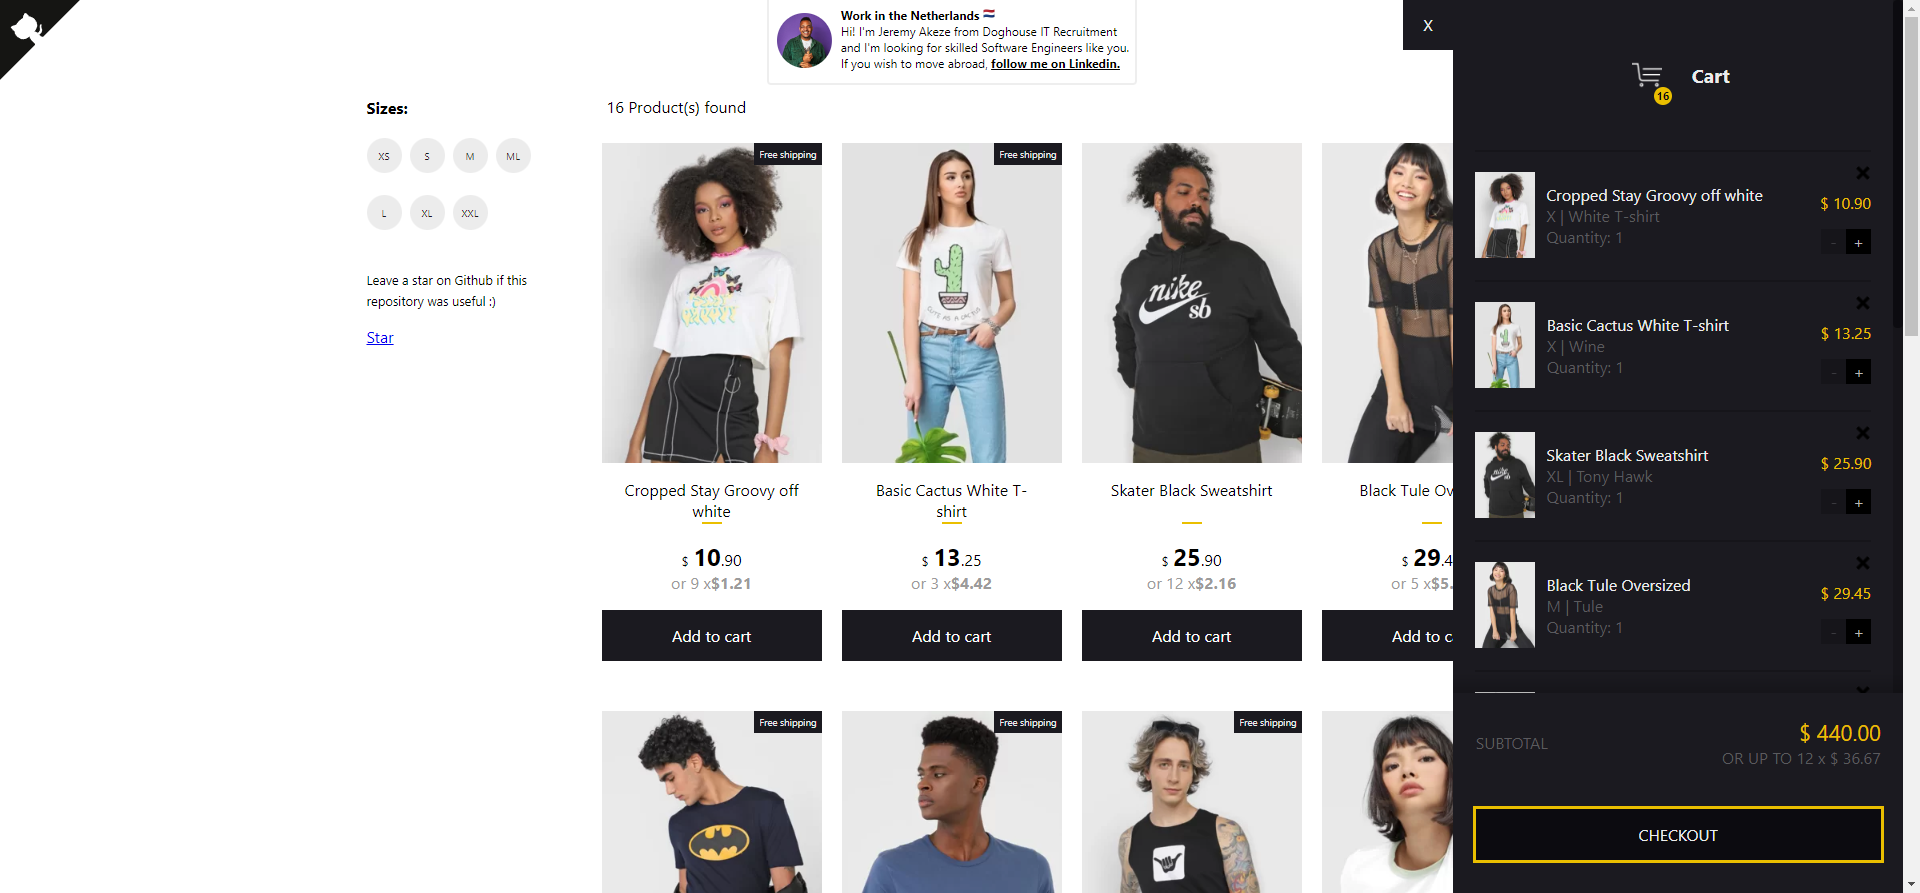 Work in the Netherlands
Hi! I'm Jeremy Akeze from Doghouse IT Recruitment
and I'm looking for skilled Software Engineers like you.
If you wish to move abroad, follow me on Linkedin.
X
Cart
16
Sizes:
XS
S
M
ML
L
XL
XXL
Leave a star on Github if this
repository was useful :)
Star
16 Product(s) found
Free shipping
Cropped Stay Groovy off
white
$ 10.90
or 9 x$1.21
Add to cart
Free shipping
CUTE AS A CACTUS
Basic Cactus White T-
shirt
$ 13.25
or 3 x$4.42
Add to cart
nike
sb
Skater Black Sweatshirt
$ 25.90
or 12 x$2.16
Add to cart
Black Tule Ov
$ 29.4
or 5 x$5.
Add to c
Free shipping
Free shipping
Free shipping
Cropped Stay Groovy off white
X | White T-shirt
Quantity: 1
$ 10.90
-
+
Basic Cactus White T-shirt
X | Wine
Quantity: 1
$ 13.25
-
+
Skater Black Sweatshirt
XL | Tony Hawk
Quantity: 1
$ 25.90
-
+
Black Tule Oversized
M | Tule
Quantity: 1
$ 29.45
-
+
SUBTOTAL
$ 440.00
OR UP TO 12 x $ 36.67
CHECKOUT